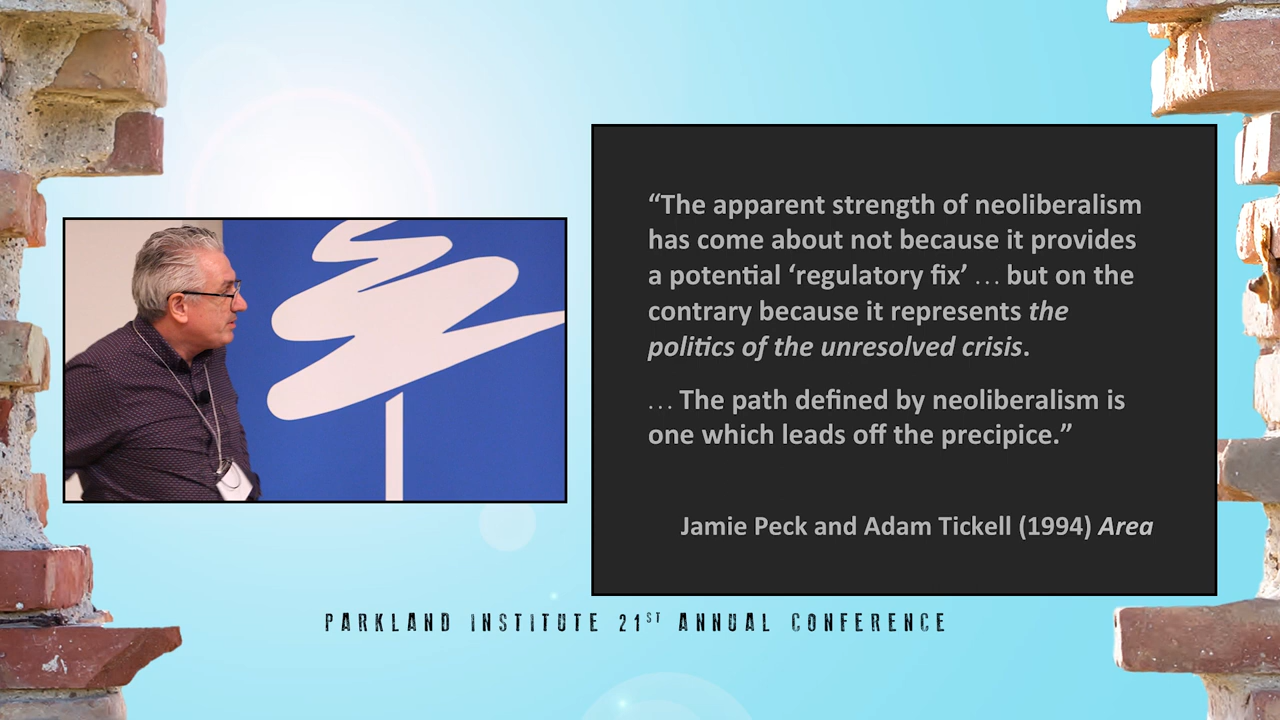 “The apparent strength of neoliberalism
has come about not because it provides
a potential ‘regulatory fix’ … but on the
contrary because it represents the
politics of the unresolved crisis.
… The path defined by neoliberalism is
one which leads off the precipice.”
Jamie Peck and Adam Tickell (1994) Area
PARKLAND INSTITUTE 21ST ANNUAL CONFERENCE